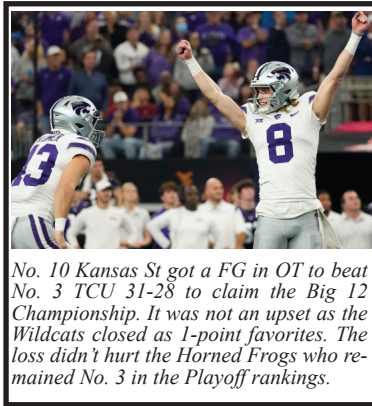 8
43
No. 10 Kansas St got a FG in OT to beat
No. 3 TCU 31-28 to claim the Big 12
Championship. It was not an upset as the
Wildcats closed as 1-point favorites. The
loss didn't hurt the Horned Frogs who re-
mained No. 3 in the Playoff rankings.